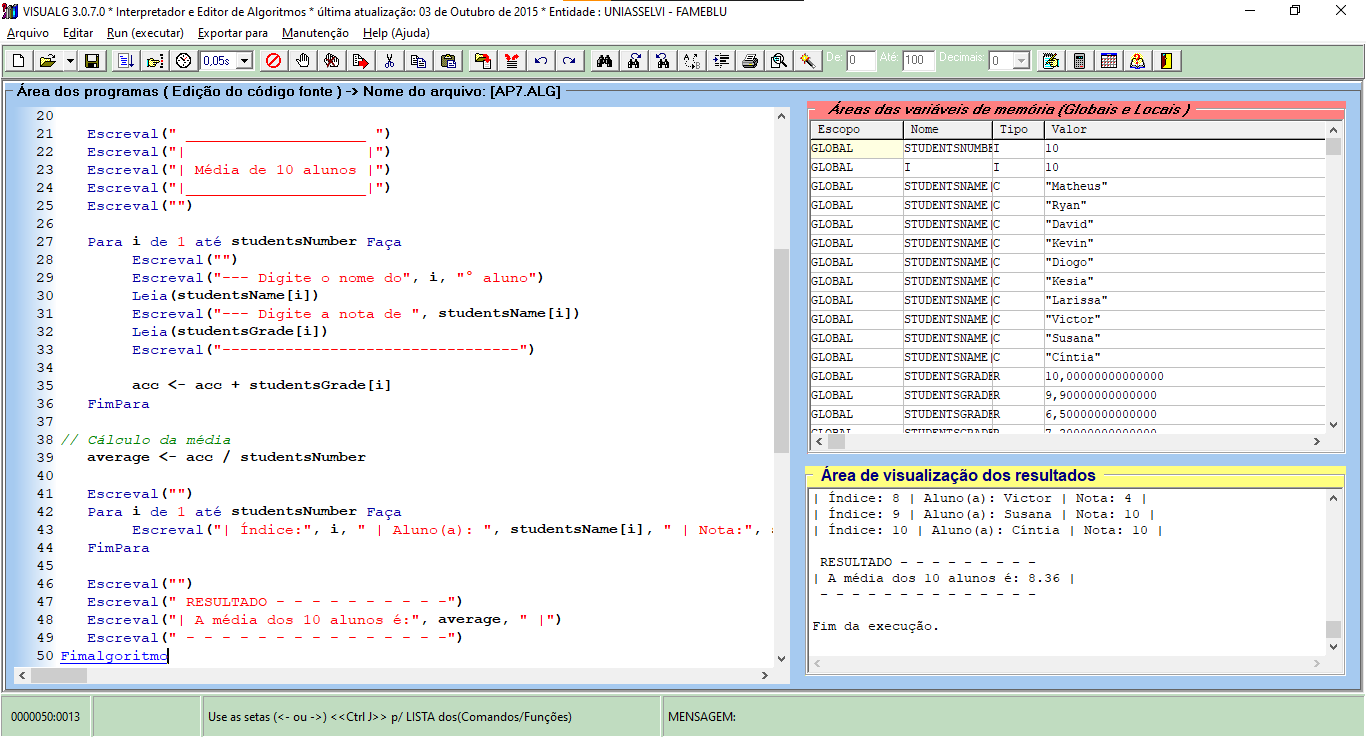 VISUALG 3.0.7.0 * Interpretador e Editor de Algoritmos * última atualização: 03 de Outubro de 2015 * Entidade : UNIASSELVI - FAMEBLU
Arquivo Editar Run (executar) Exportar para Manutenção Help (Ajuda)
0,05s De: 0 Até: 100 Decimais: 0
Área dos programas ( Edição do código fonte ) -> Nome do arquivo: [AP7.ALG]
20
21 Escreval(" ____________________ ")
22 Escreval("|                    |")
23 Escreval("| Média de 10 alunos |")
24 Escreval("|____________________|")
25 Escreval("")
26
27 Para i de 1 até studentsNumber Faça
28 Escreval("")
29 Escreval("--- Digite o nome do", i, "° aluno")
30 Leia(studentsName[i])
31 Escreval("--- Digite a nota de ", studentsName[i])
32 Leia(studentsGrade[i])
33 Escreval("---------------------------------")
34
35 acc <- acc + studentsGrade[i]
36 FimPara
37
38 // Cálculo da média
39 average <- acc / studentsNumber
40
41 Escreval("")
42 Para i de 1 até studentsNumber Faça
43 Escreval("| Índice:", i, " | Aluno(a): ", studentsName[i], " | Nota:",
44 FimPara
45
46 Escreval("")
47 Escreval(" RESULTADO - - - - - - - - - -")
48 Escreval("| A média dos 10 alunos é:", average, " |")
49 Escreval(" - - - - - - - - - - - - - - -")
50 Fimalgoritmo
Áreas das variáveis de memória (Globais e Locais )
Escopo Nome Tipo Valor
GLOBAL STUDENTSNUMBE I 10
GLOBAL I I 10
GLOBAL STUDENTSNAME[ C "Matheus"
GLOBAL STUDENTSNAME[ C "Ryan"
GLOBAL STUDENTSNAME[ C "David"
GLOBAL STUDENTSNAME[ C "Kevin"
GLOBAL STUDENTSNAME[ C "Diogo"
GLOBAL STUDENTSNAME[ C "Kesia"
GLOBAL STUDENTSNAME[ C "Larissa"
GLOBAL STUDENTSNAME[ C "Victor"
GLOBAL STUDENTSNAME[ C "Susana"
GLOBAL STUDENTSNAME[ C "Cíntia"
GLOBAL STUDENTSGRADE R 10,00000000000000
GLOBAL STUDENTSGRADE R 9,90000000000000
GLOBAL STUDENTSGRADE R 6,50000000000000
GLOBAL STUDENTSGRADE R 7,20000000000000
Área de visualização dos resultados
| Índice: 8 | Aluno(a): Victor | Nota: 4 |
| Índice: 9 | Aluno(a): Susana | Nota: 10 |
| Índice: 10 | Aluno(a): Cíntia | Nota: 10 |
RESULTADO - - - - - - - - -
| A média dos 10 alunos é: 8.36 |
- - - - - - - - - - - - - -
Fim da execução.
0000050:0013 Use as setas (<- ou ->) <<Ctrl J>> p/ LISTA dos(Comandos/Funções) MENSAGEM: